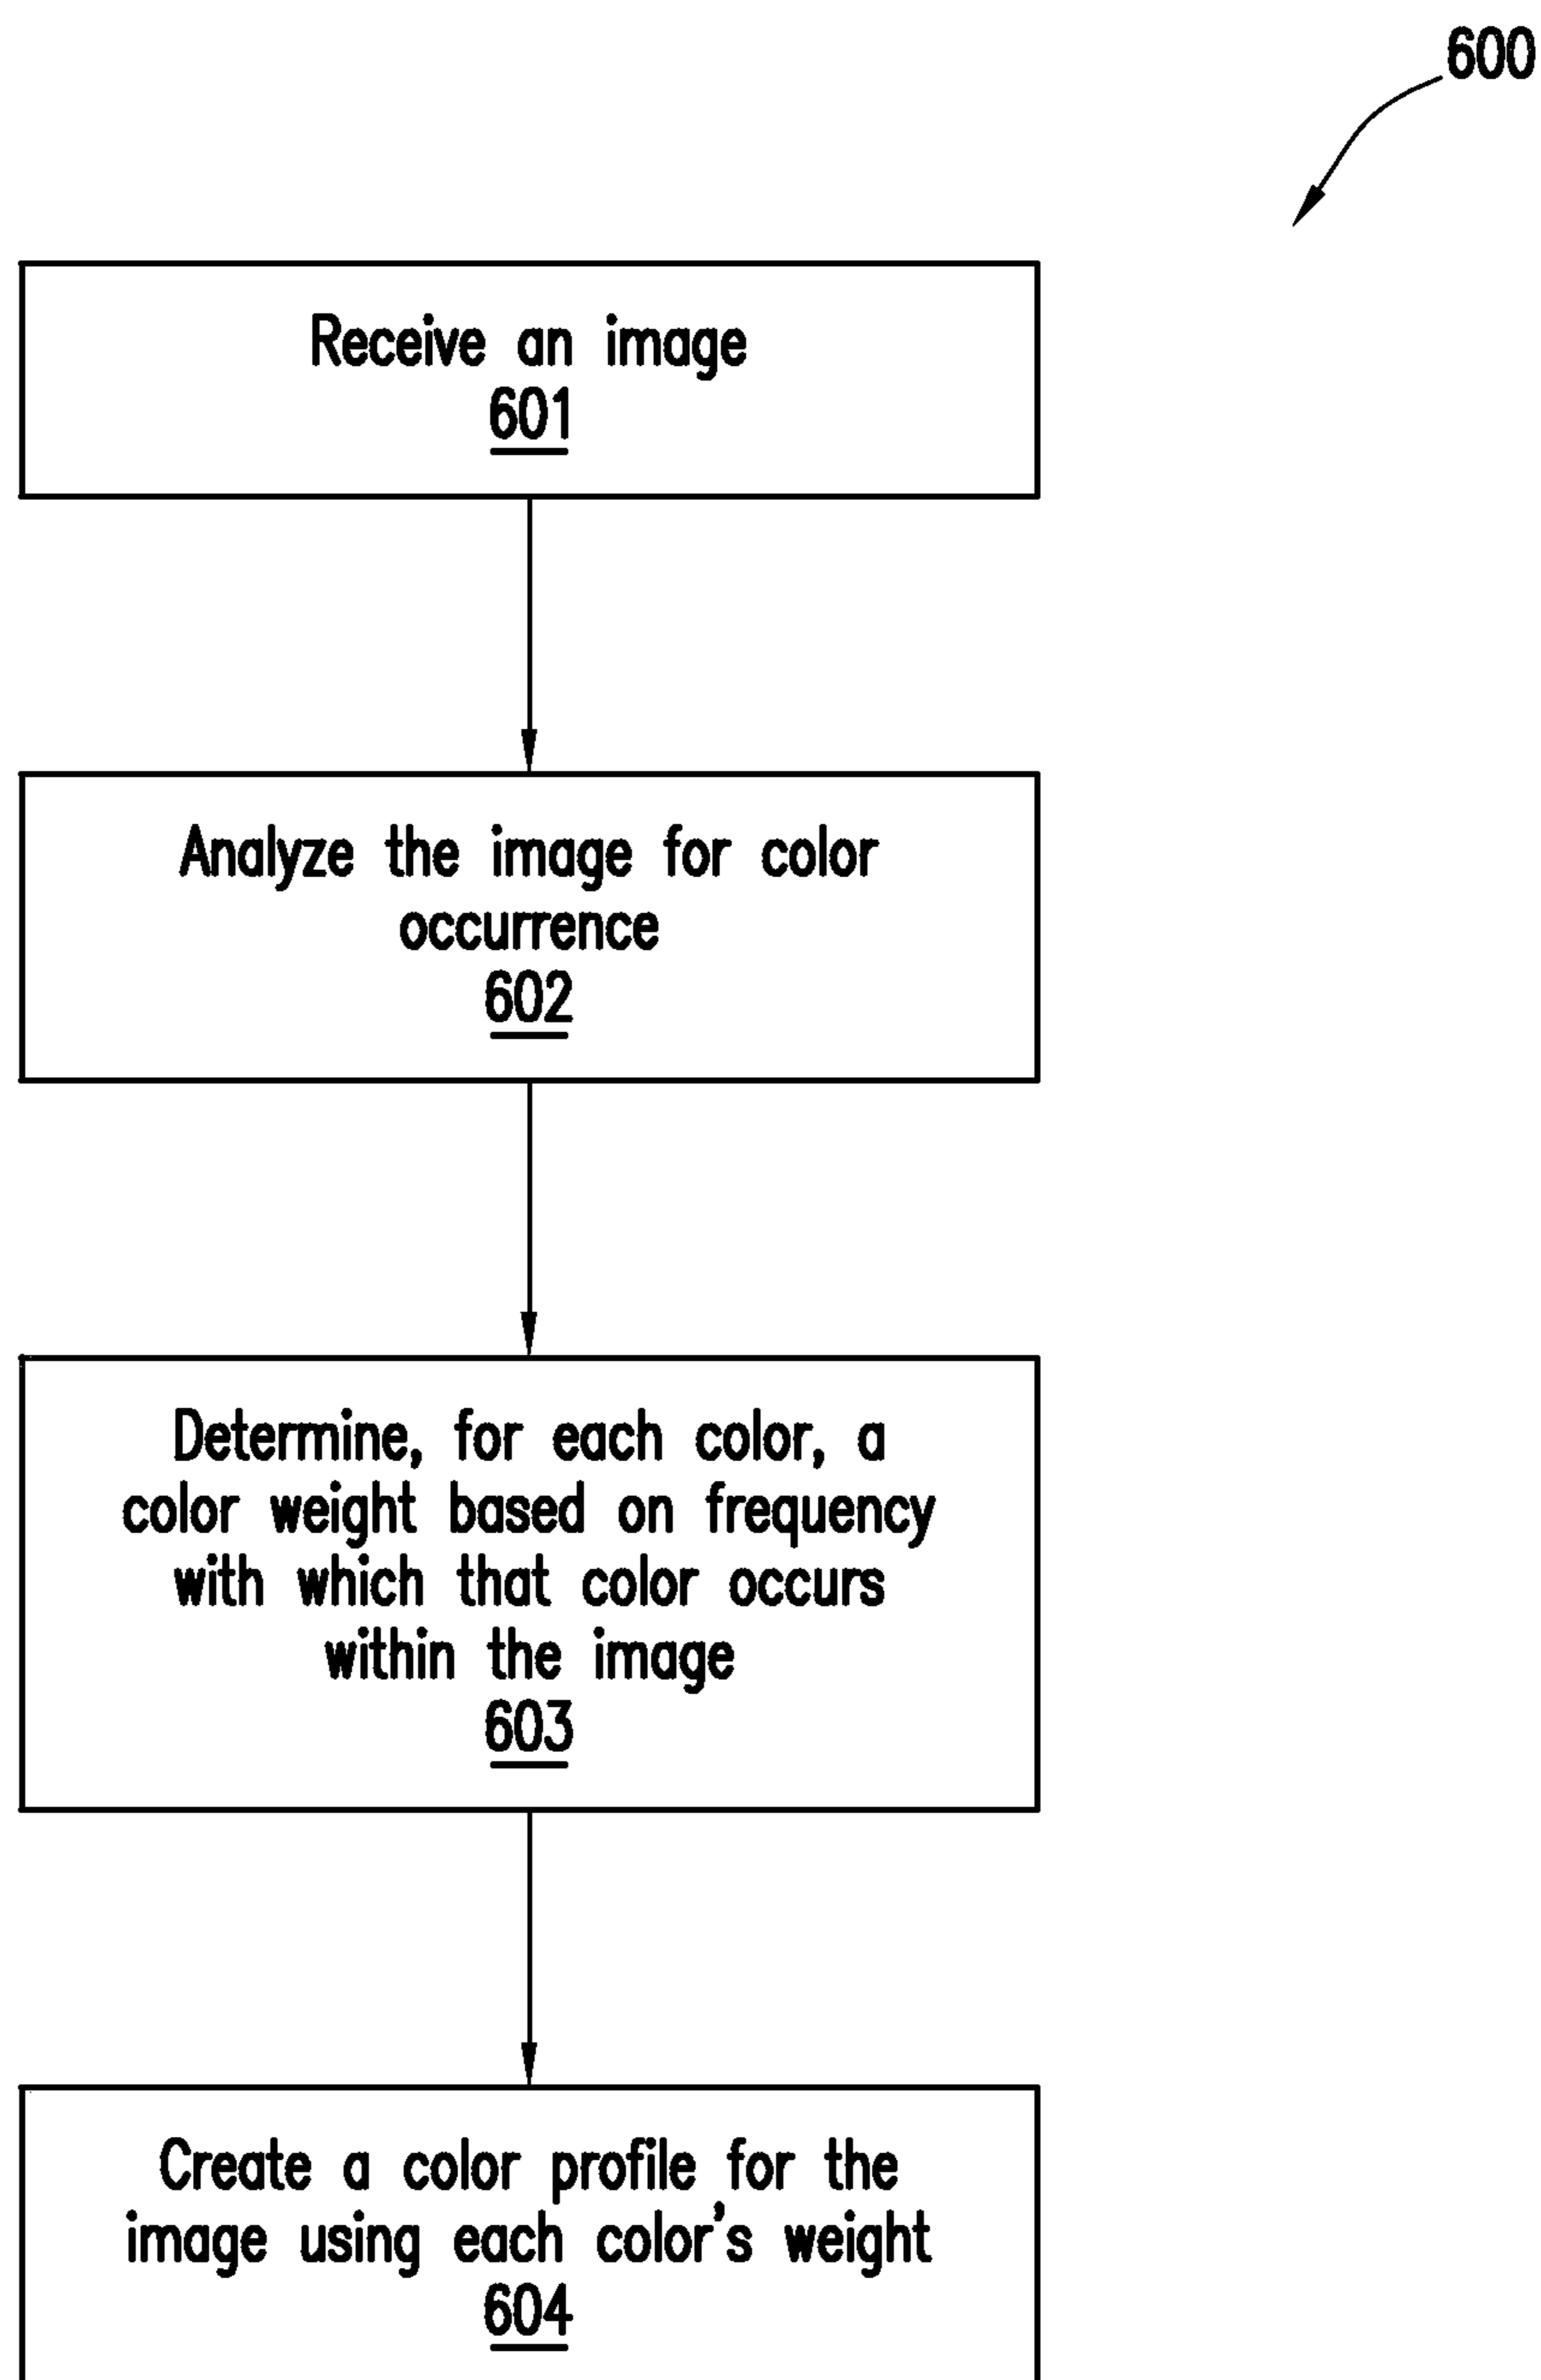 600
Receive an image
601
Analyze the image for color
occurrence
602
Determine, for each color, a
color weight based on frequency
with which that color occurs
within the image
603
Create a color profile for the
image using each color's weight
604